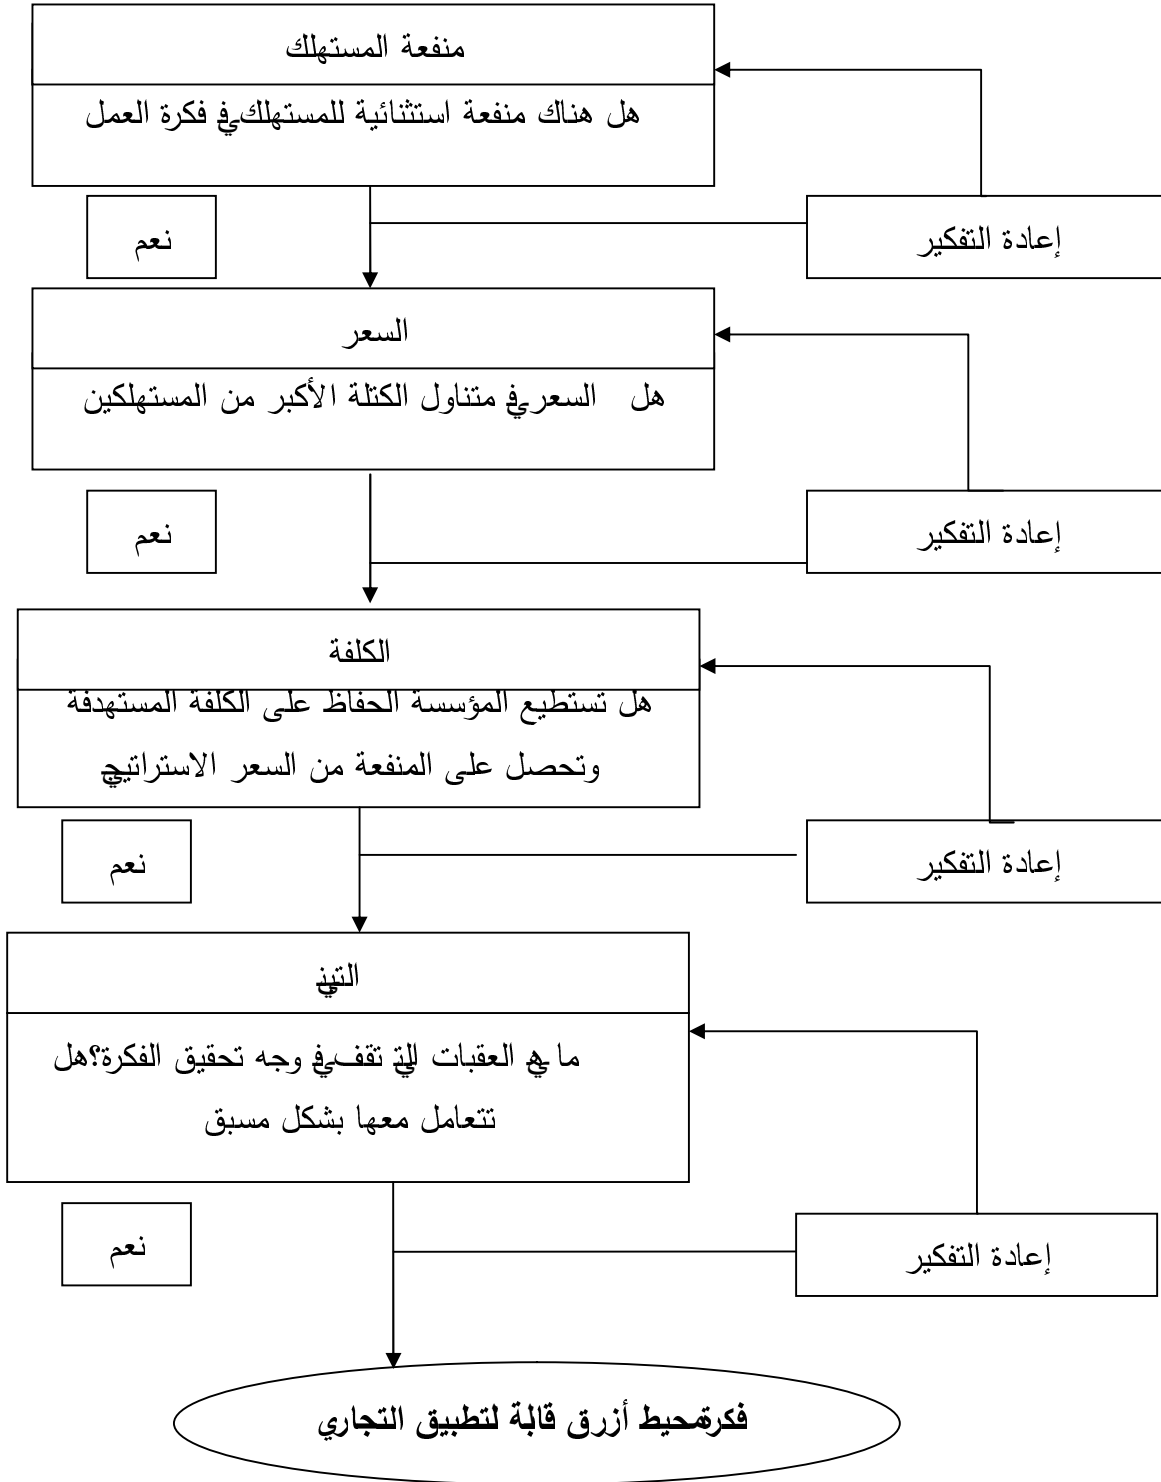 منفعة المستهلك
هل هناك منفعة استثنائية للمستهلك في فكرة العمل
نعم
إعادة التفكير
السعر
هل السعر في متناول الكتلة الأكبر من المستهلكين
نعم
إعادة التفكير
الكلفة
هل تستطيع المؤسسة الحفاظ على الكلفة المستهدفة
وتحصل على المنفعة من السعر الاستراتيجي
نعم
إعادة التفكير
التبني
ما هي العقبات التي تقف في وجه تحقيق الفكرة؟هل
تتعامل معها بشكل مسبق
نعم
إعادة التفكير
فكرة محيط أزرق قالبة لتطبيق التجاري